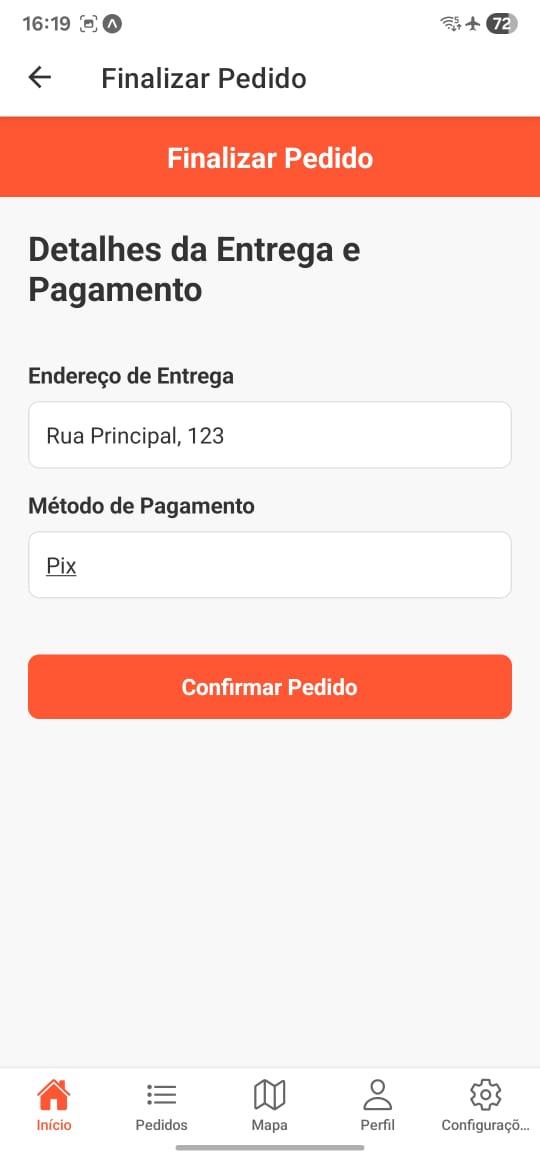 16:19
72
Finalizar Pedido
Finalizar Pedido
Detalhes da Entrega e
Pagamento
Endereço de Entrega
Rua Principal, 123
Método de Pagamento
Pix
Confirmar Pedido
Início
Pedidos
Mapa
Perfil
Configuraçõ...